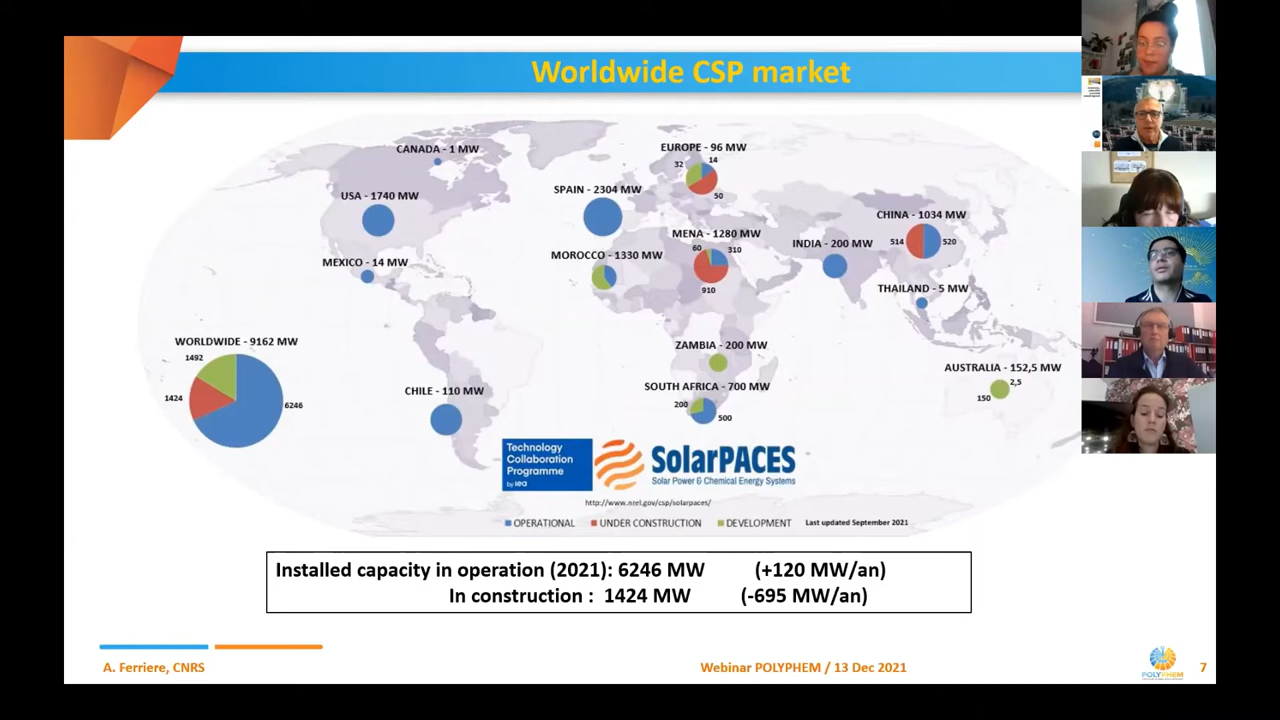 Worldwide CSP market
CANADA - 1 MW
EUROPE - 96 MW
32
14
50
USA - 1740 MW
SPAIN - 2304 MW
CHINA - 1034 MW
514
520
MENA - 1280 MW
60
310
910
INDIA - 200 MW
MOROCCO - 1330 MW
MEXICO - 14 MW
THAILAND - 5 MW
WORLDWIDE - 9162 MW
1492
1424
6246
ZAMBIA - 200 MW
AUSTRALIA - 152,5 MW
2,5
150
CHILE - 110 MW
SOUTH AFRICA - 700 MW
200
500
Technology
Collaboration
Programme
by iea
SolarPACES
Solar Power & Chemical Energy Systems
http://www.nrel.gov/csp/solarpaces/
OPERATIONAL
UNDER CONSTRUCTION
DEVELOPMENT
Last updated September 2021
Installed capacity in operation (2021): 6246 MW (+120 MW/an)
In construction : 1424 MW (-695 MW/an)
A. Ferriere, CNRS
Webinar POLYPHEM / 13 Dec 2021
POLYPHEM
7